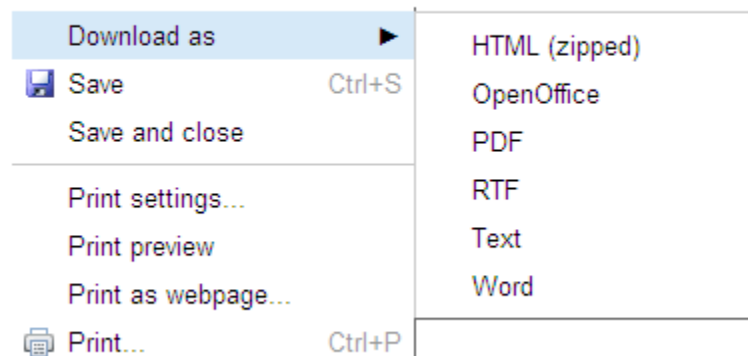 Download as
Save Ctrl+S
Save and close
Print settings...
Print preview
Print as webpage...
Print... Ctrl+P
HTML (zipped)
OpenOffice
PDF
RTF
Text
Word